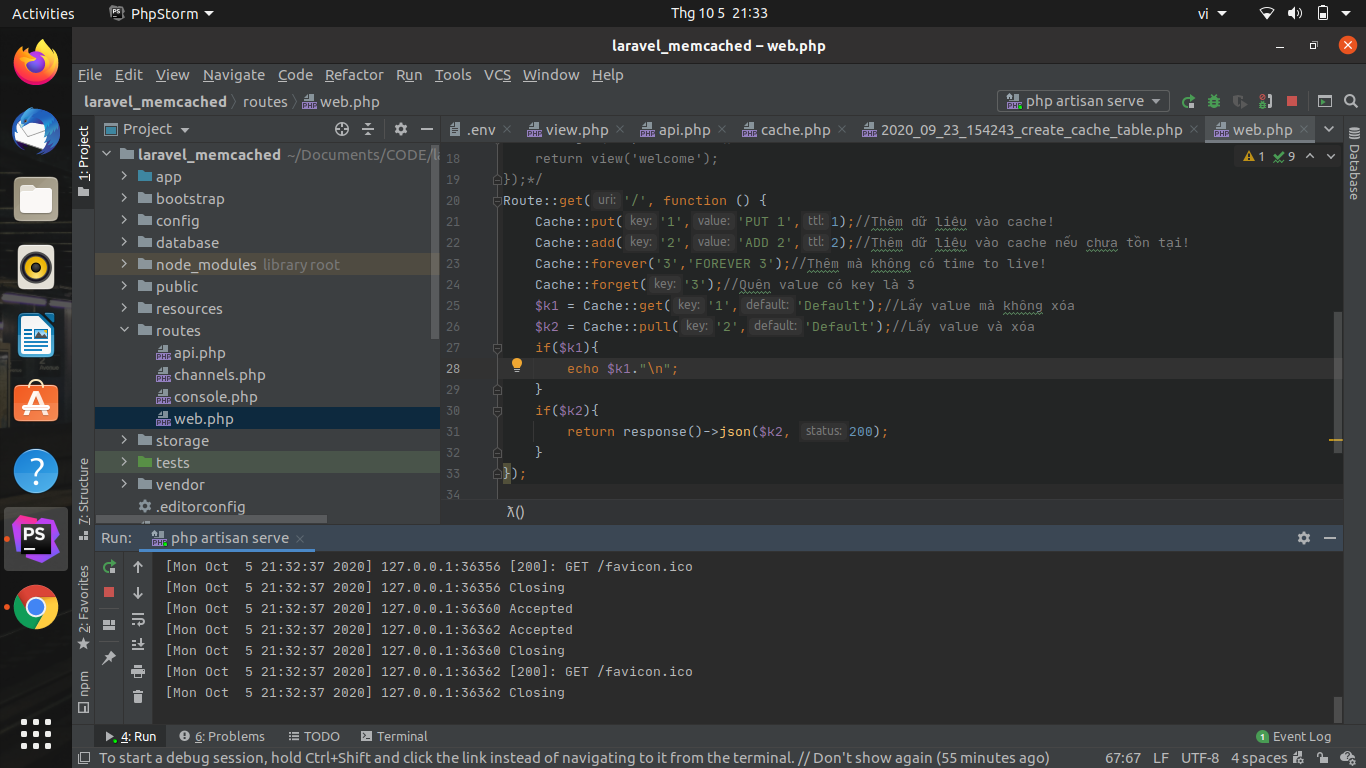 Activities
PhpStorm
Thg 10 5 21:33
vi
laravel_memcached – web.php
File Edit View Navigate Code Refactor Run Tools VCS Window Help
laravel_memcached routes web.php
php artisan serve
1: Project
Project
.env
view.php
api.php
cache.php
2020_09_23_154243_create_cache_table.php
web.php
Database
laravel_memcached ~/Documents/CODE/
app
bootstrap
config
database
node_modules library root
public
resources
routes
api.php
channels.php
console.php
web.php
storage
tests
vendor
.editorconfig
1 9
18 return view('welcome');
19 });*/
20 Route::get( uri: '/', function () {
21 Cache::put( key: '1', value: 'PUT 1', ttl: 1);//Thêm dữ liệu vào cache!
22 Cache::add( key: '2', value: 'ADD 2', ttl: 2);//Thêm dữ liệu vào cache nếu chưa tồn tại!
23 Cache::forever('3','FOREVER 3');//Thêm mà không có time to live!
24 Cache::forget( key: '3');//Quên value có key là 3
25 $k1 = Cache::get( key: '1', default: 'Default');//Lấy value mà không xóa
26 $k2 = Cache::pull( key: '2', default: 'Default');//Lấy value và xóa
27 if($k1){
28 echo $k1."\n";
29 }
30 if($k2){
31 return response()->json($k2, status: 200);
32 }
33 });
34
λ()
7: Structure
2: Favorites
npm
Run: php artisan serve
[Mon Oct 5 21:32:37 2020] 127.0.0.1:36356 [200]: GET /favicon.ico
[Mon Oct 5 21:32:37 2020] 127.0.0.1:36356 Closing
[Mon Oct 5 21:32:37 2020] 127.0.0.1:36360 Accepted
[Mon Oct 5 21:32:37 2020] 127.0.0.1:36362 Accepted
[Mon Oct 5 21:32:37 2020] 127.0.0.1:36360 Closing
[Mon Oct 5 21:32:37 2020] 127.0.0.1:36362 [200]: GET /favicon.ico
[Mon Oct 5 21:32:37 2020] 127.0.0.1:36362 Closing
4: Run 6: Problems TODO Terminal
1 Event Log
To start a debug session, hold Ctrl+Shift and click the link instead of navigating to it from the terminal. // Don't show again (55 minutes ago)
67:67 LF UTF-8 4 spaces